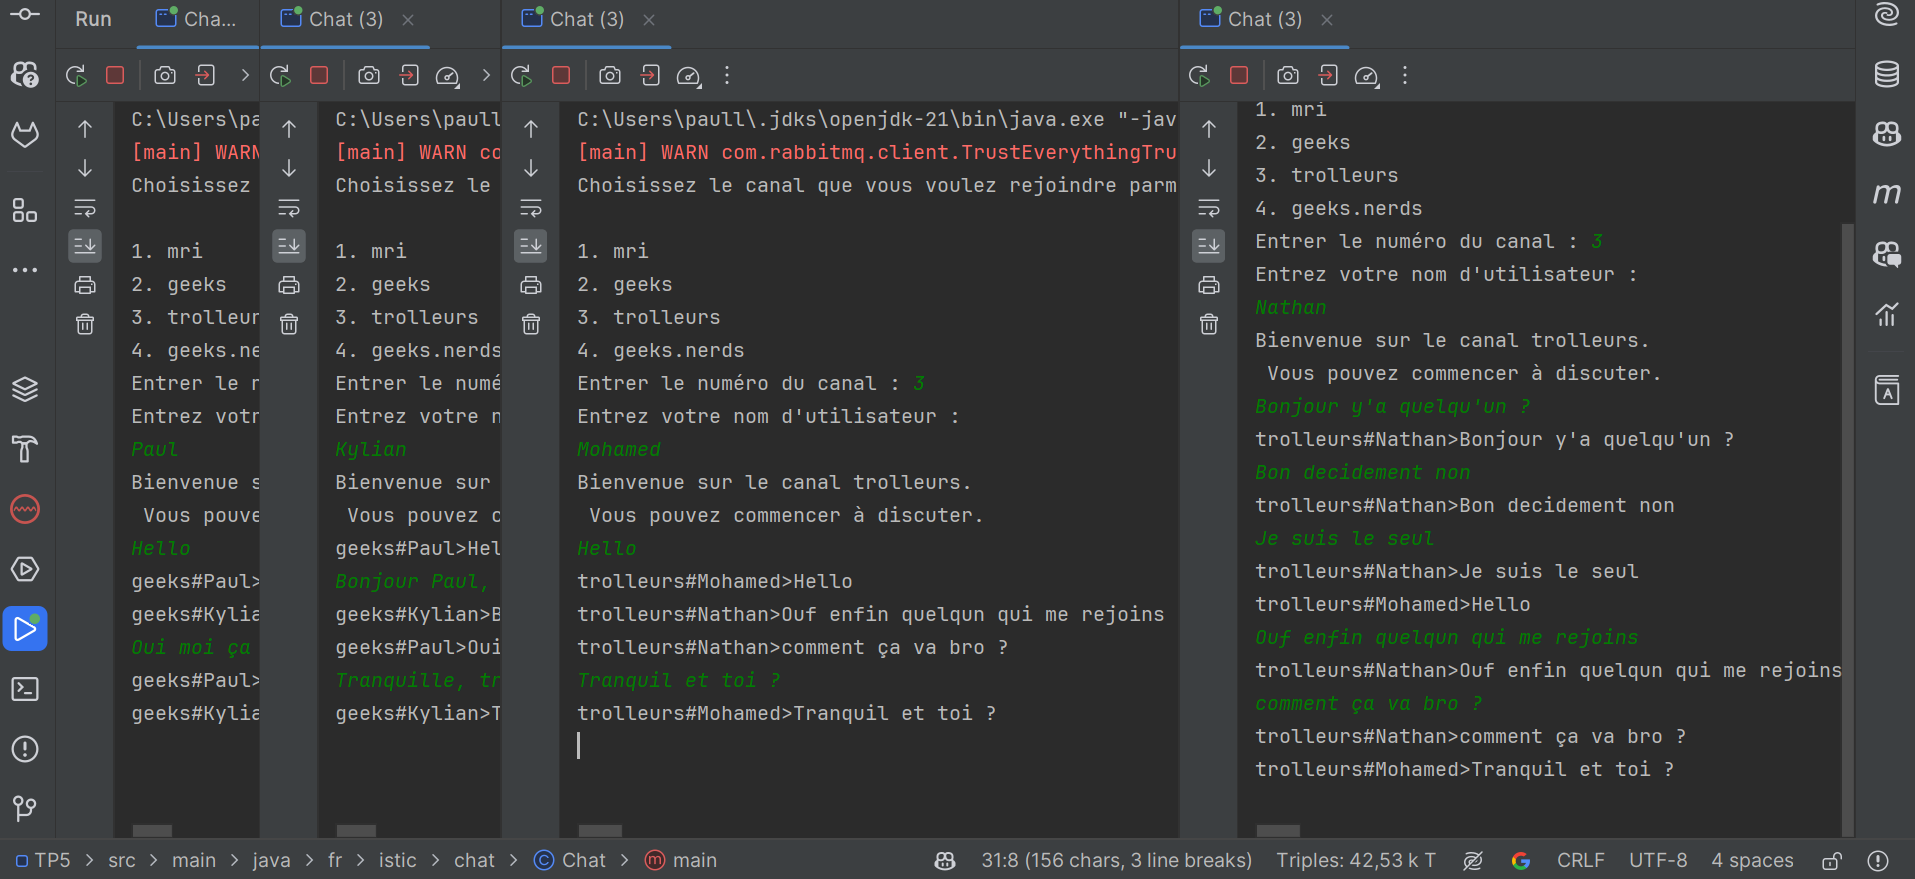 Run
Cha...
Chat (3)
Chat (3)
Chat (3)
C:\Users\pa
[main] WARN
Choisissez
1. mri
2. geeks
3. trolleur
4. geeks.ne
Entrer le n
Entrez votr
Paul
Bienvenue s
Vous pouve
Hello
geeks#Paul>
geeks#Kylia
Oui moi ça
geeks#Paul>
geeks#Kylia
C:\Users\paull
[main] WARN co
Choisissez le
1. mri
2. geeks
3. trolleurs
4. geeks.nerds
Entrer le numé
Entrez votre n
Kylian
Bienvenue sur
Vous pouvez c
geeks#Paul>Hel
Bonjour Paul,
geeks#Kylian>B
geeks#Paul>Oui
Tranquille, tr
geeks#Kylian>T
C:\Users\paull\.jdks\openjdk-21\bin\java.exe "-jav
[main] WARN com.rabbitmq.client.TrustEverythingTru
Choisissez le canal que vous voulez rejoindre parm
1. mri
2. geeks
3. trolleurs
4. geeks.nerds
Entrer le numéro du canal : 3
Entrez votre nom d'utilisateur :
Mohamed
Bienvenue sur le canal trolleurs.
Vous pouvez commencer à discuter.
Hello
trolleurs#Mohamed>Hello
trolleurs#Nathan>Ouf enfin quelqun qui me rejoins
trolleurs#Nathan>comment ça va bro ?
Tranquil et toi ?
trolleurs#Mohamed>Tranquil et toi ?
1. mri
2. geeks
3. trolleurs
4. geeks.nerds
Entrer le numéro du canal : 3
Entrez votre nom d'utilisateur :
Nathan
Bienvenue sur le canal trolleurs.
Vous pouvez commencer à discuter.
Bonjour y'a quelqu'un ?
trolleurs#Nathan>Bonjour y'a quelqu'un ?
Bon decidement non
trolleurs#Nathan>Bon decidement non
Je suis le seul
trolleurs#Nathan>Je suis le seul
trolleurs#Mohamed>Hello
Ouf enfin quelqun qui me rejoins
trolleurs#Nathan>Ouf enfin quelqun qui me rejoins
comment ça va bro ?
trolleurs#Nathan>comment ça va bro ?
trolleurs#Mohamed>Tranquil et toi ?
TP5 > src > main > java > fr > istic > chat > Chat > main
31:8 (156 chars, 3 line breaks) Triples: 42,53 k T CRLF UTF-8 4 spaces